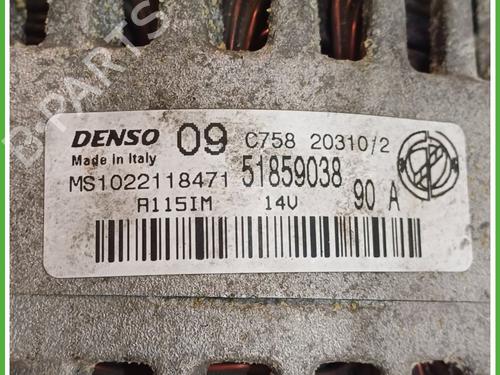 DENSO 09 C758 20310/2
Made in Italy
MS1022118471 51859038
A115IM 14V 90 A
B-PARTS